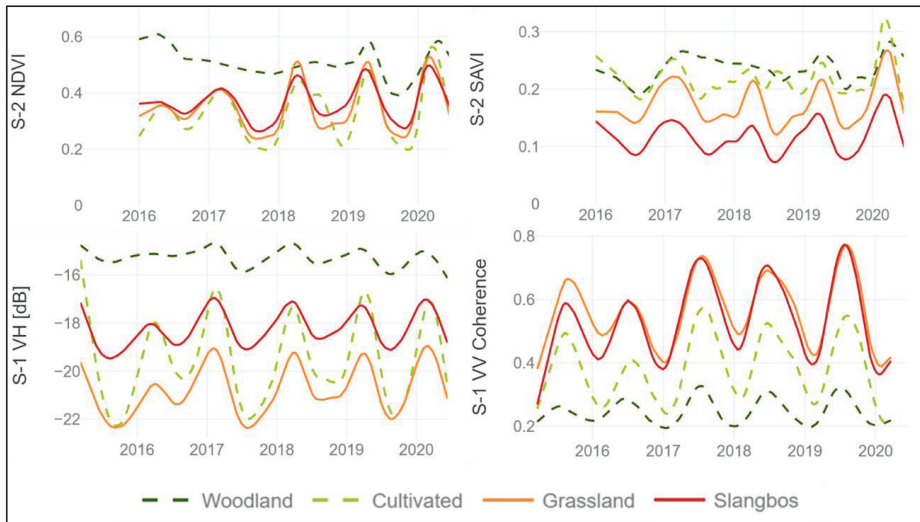 S-2 NDVI
0.6
0.4
0.2
0
2016 2017 2018 2019 2020
S-2 SAVI
0.3
0.2
0.1
0
2016 2017 2018 2019 2020
S-1 VH [dB]
−16
−18
−20
−22
2016 2017 2018 2019 2020
S-1 VV Coherence
0.8
0.6
0.4
0.2
2016 2017 2018 2019 2020
Woodland Cultivated Grassland Slangbos